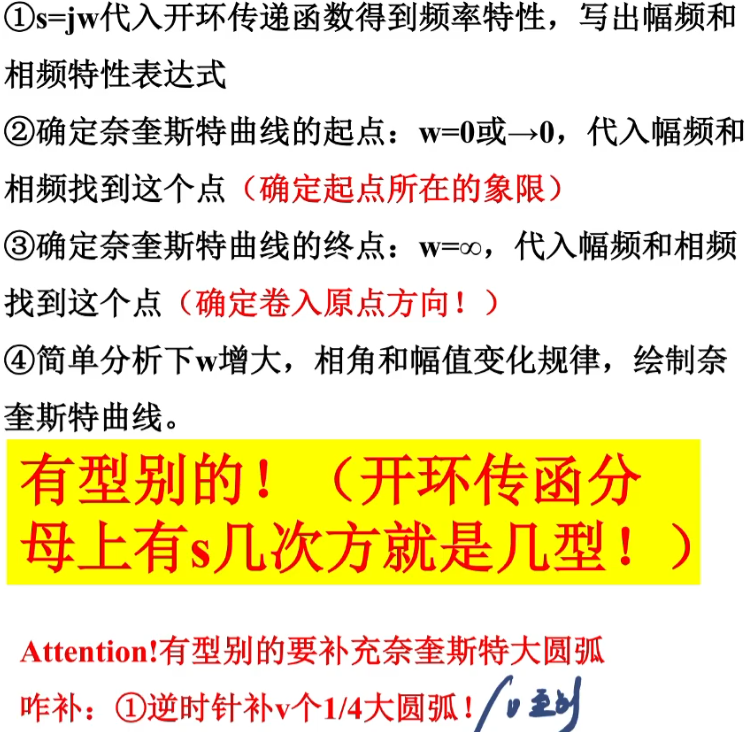 ①s=jw代入开环传递函数得到频率特性，写出幅频和
相频特性表达式
②确定奈奎斯特曲线的起点：w=0或→0，代入幅频和
相频找到这个点（确定起点所在的象限）
③确定奈奎斯特曲线的终点：w=∞，代入幅频和相频
找到这个点（确定卷入原点方向！）
④简单分析下w增大，相角和幅值变化规律，绘制奈
奎斯特曲线。
有型别的！（开环传函分
母上有s几次方就是几型！）
Attention!有型别的要补充奈奎斯特大圆弧
咋补：①逆时针补v个1/4大圆弧！